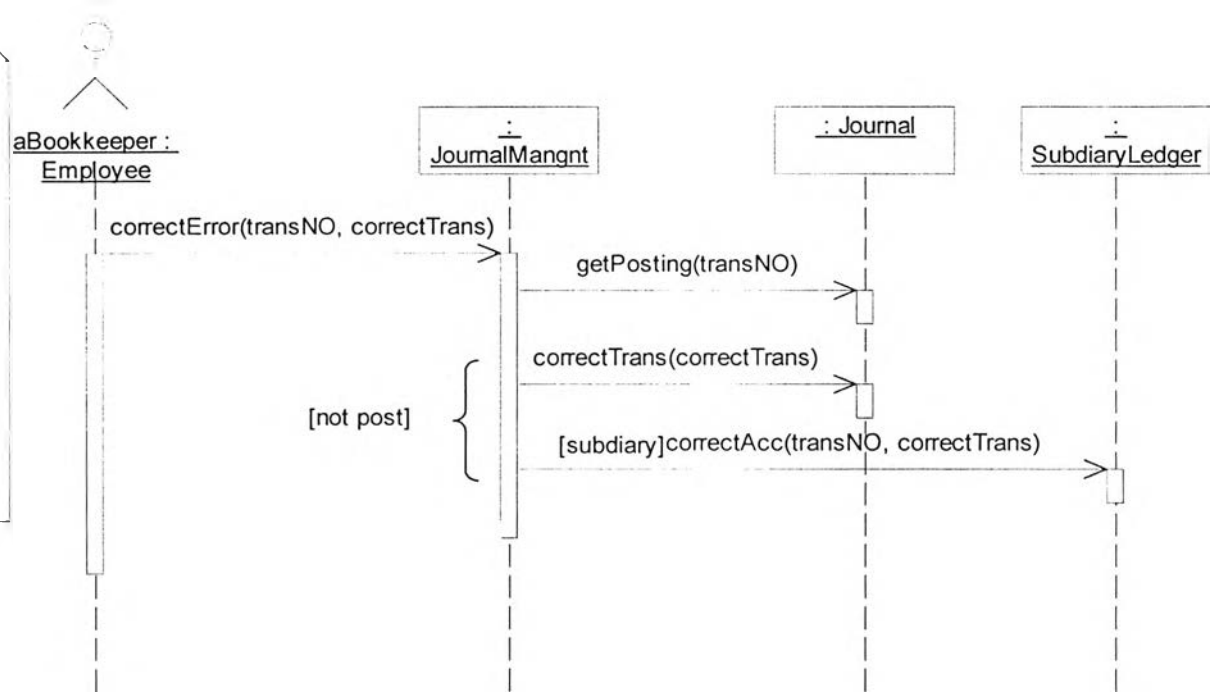 aBookkeeper :
Employee
:
JournalMangnt
: Journal
:
SubdiaryLedger
correctError(transNO, correctTrans)
getPosting(transNO)
correctTrans(correctTrans)
[not post]
[subdiary]correctAcc(transNO, correctTrans)